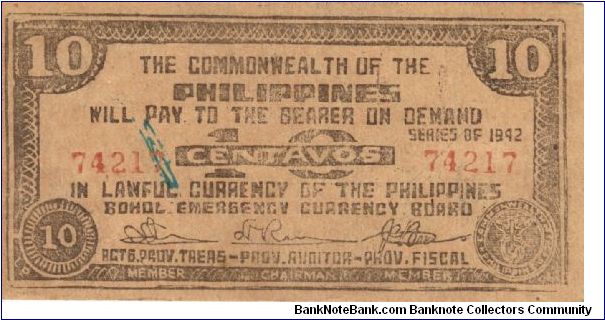 10 10
THE COMMONWEALTH OF THE
PHILIPPINES
WILL PAY TO THE BEARER ON DEMAND
SERIES OF 1942
10
74217 CENTAVOS 74217
IN LAWFUL CURRENCY OF THE PHILIPPINES
BOHOL EMERGENCY CURRENCY BOARD
10
ACTG. PROV. TREAS-PROV. AUDITOR-PROV. FISCAL
MEMBER CHAIRMAN MEMBER
BankNoteBank.com Banknote Collectors Community